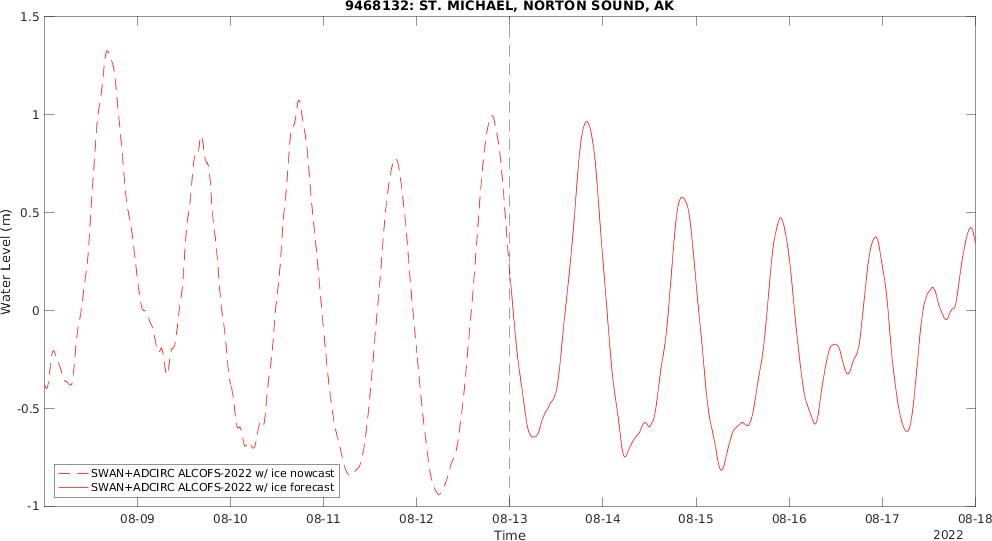 9468132: ST. MICHAEL, NORTON SOUND, AK
1.5
1
0.5
0
-0.5
-1
Water Level (m)
SWAN+ADCIRC ALCOFS-2022 w/ ice nowcast
SWAN+ADCIRC ALCOFS-2022 w/ ice forecast
08-09 08-10 08-11 08-12 08-13 08-14 08-15 08-16 08-17 08-18
Time
2022